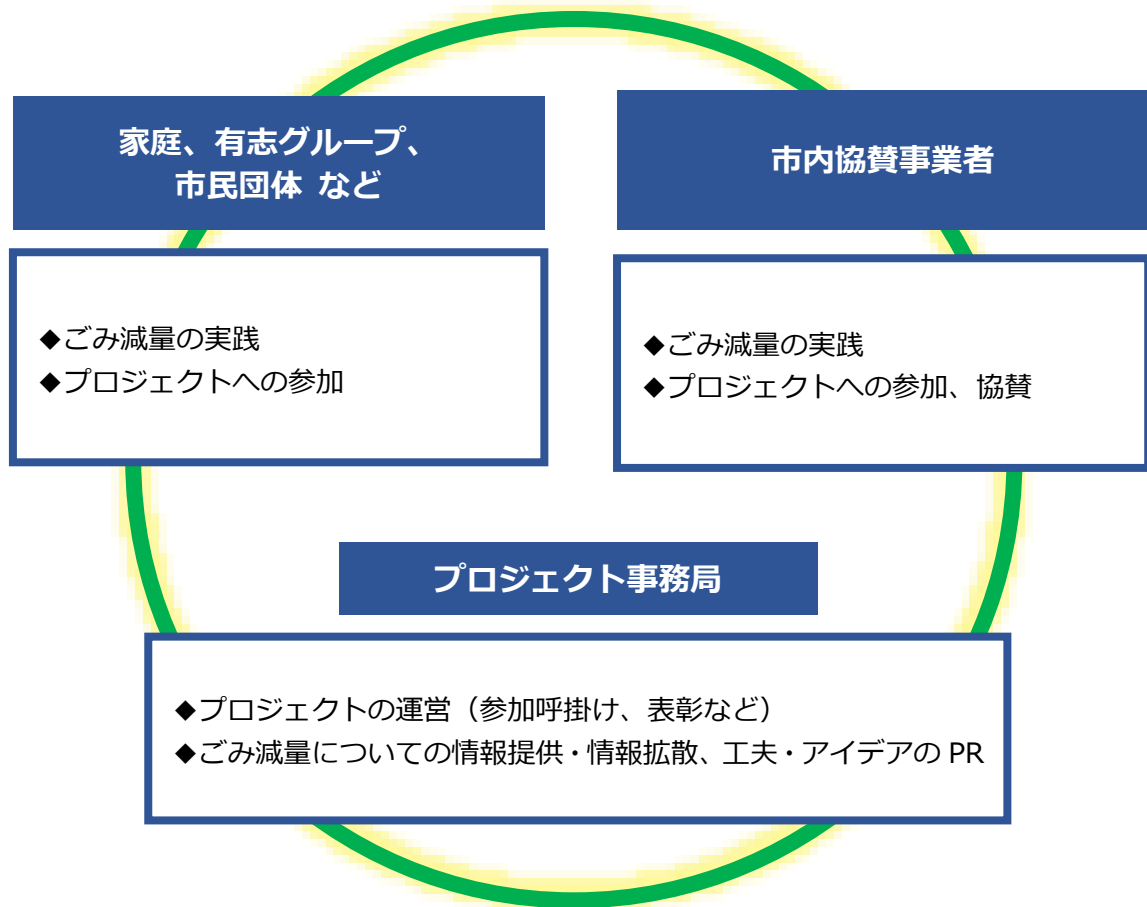 家庭、有志グループ、
市民団体 など
◆ごみ減量の実践
◆プロジェクトへの参加
市内協賛事業者
◆ごみ減量の実践
◆プロジェクトへの参加、協賛
プロジェクト事務局
◆プロジェクトの運営（参加呼掛け、表彰など）
◆ごみ減量についての情報提供・情報拡散、工夫・アイデアの PR